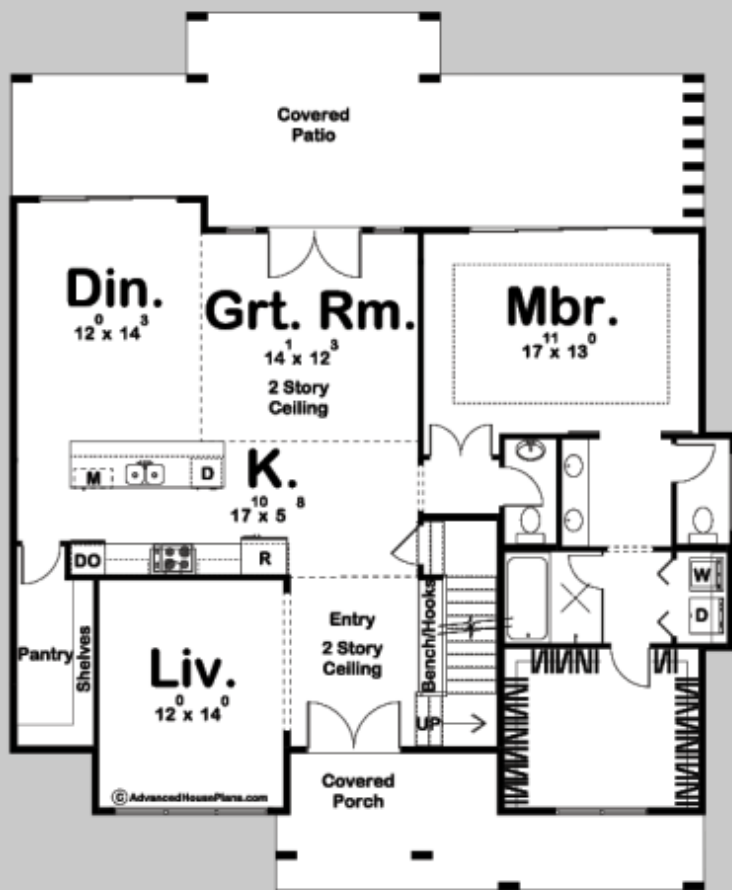 Covered
Patio
Din.
12⁰ x 14³
Grt. Rm.
14¹ x 12³
2 Story
Ceiling
Mbr.
17¹¹ x 13⁰
M
D
K.
17¹⁰ x 5⁸
DO
R
W
D
Pantry
Shelves
Liv.
12⁰ x 14⁰
Entry
2 Story
Ceiling
Bench/Hooks
UP
© AdvancedHousePlans.com
Covered
Porch